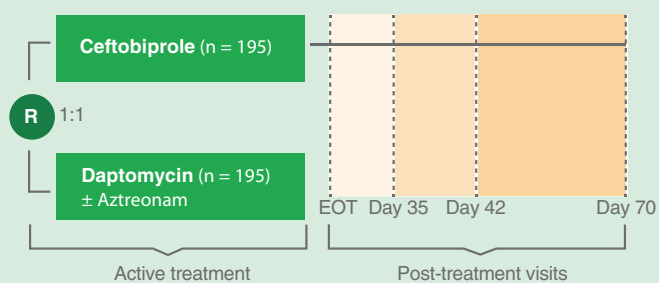 Ceftobiprole (n = 195)
R 1:1
Daptomycin (n = 195)
± Aztreonam
EOT Day 35 Day 42 Day 70
Active treatment Post-treatment visits